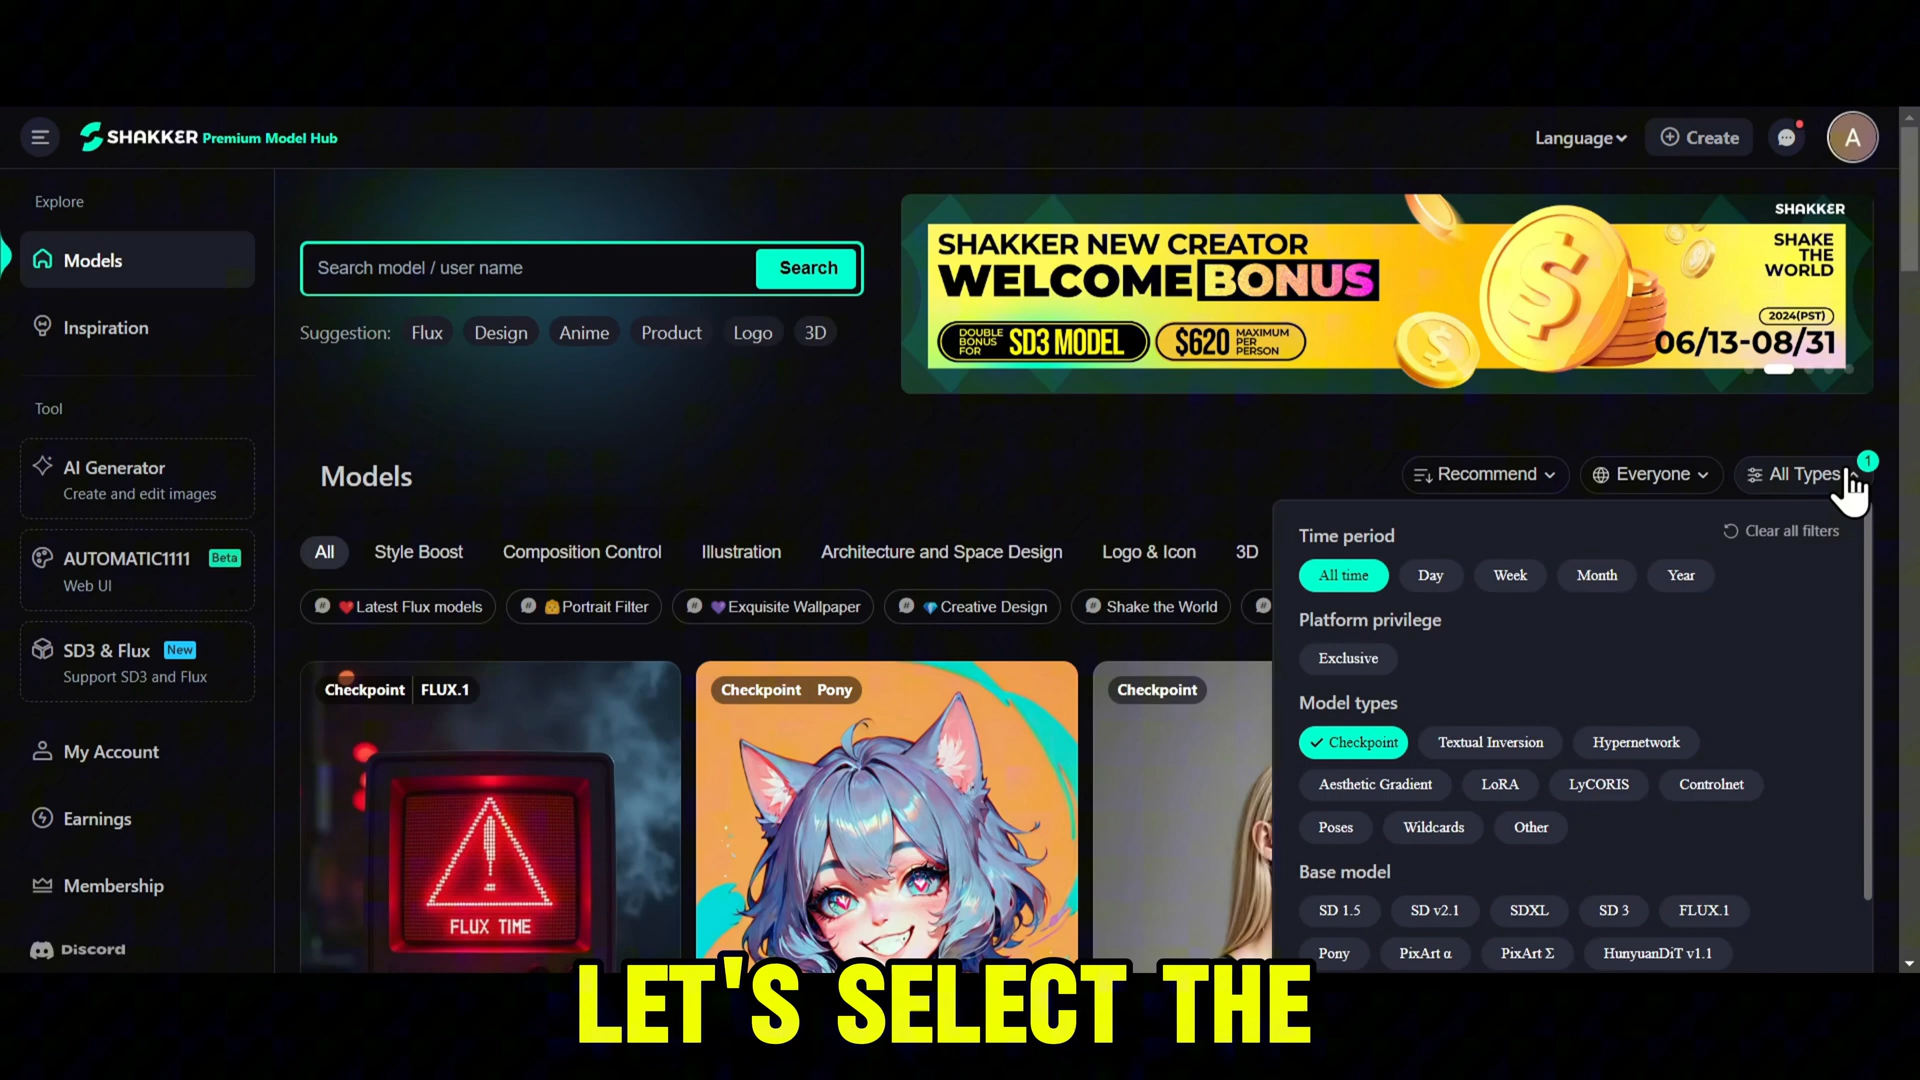 SHAKKER Premium Model Hub
Language
Create
A
Explore
Models
Inspiration
Tool
AI Generator
Create and edit images
AUTOMATIC1111 Beta
Web UI
SD3 & Flux New
Support SD3 and Flux
My Account
Earnings
Membership
Discord
Search model / user name
Search
Suggestion: Flux Design Anime Product Logo 3D
SHAKKER
SHAKKER NEW CREATOR
WELCOME BONUS
SHAKE
THE
WORLD
DOUBLE
BONUS
FOR
SD3 MODEL
$620
MAXIMUM
PER
PERSON
2024(PST)
06/13-08/31
Models
Recommend
Everyone
All Types
1
All Style Boost Composition Control Illustration Architecture and Space Design Logo & Icon 3D
# ❤️Latest Flux models
# Portrait Filter
# 💜Exquisite Wallpaper
# 💎Creative Design
# Shake the World
#
Checkpoint FLUX.1
FLUX TIME
Checkpoint Pony
Checkpoint
Time period
Clear all filters
All time Day Week Month Year
Platform privilege
Exclusive
Model types
Checkpoint Textual Inversion Hypernetwork
Aesthetic Gradient LoRA LyCORIS Controlnet
Poses Wildcards Other
Base model
SD 1.5 SD v2.1 SDXL SD 3 FLUX.1
Pony PixArt α PixArt Σ HunyuanDiT v1.1
LET'S SELECT THE